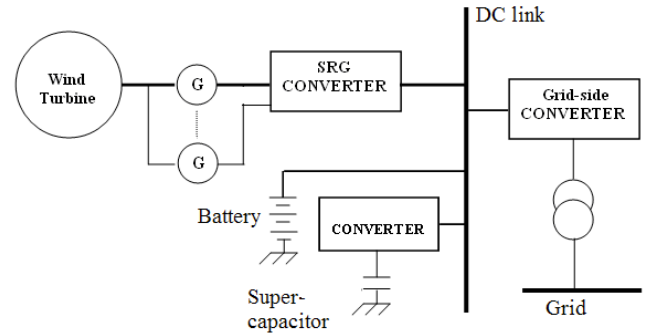 DC link
Wind
Turbine
G
SRG
CONVERTER
Grid-side
CONVERTER
G
Battery
CONVERTER
Super-
capacitor
Grid